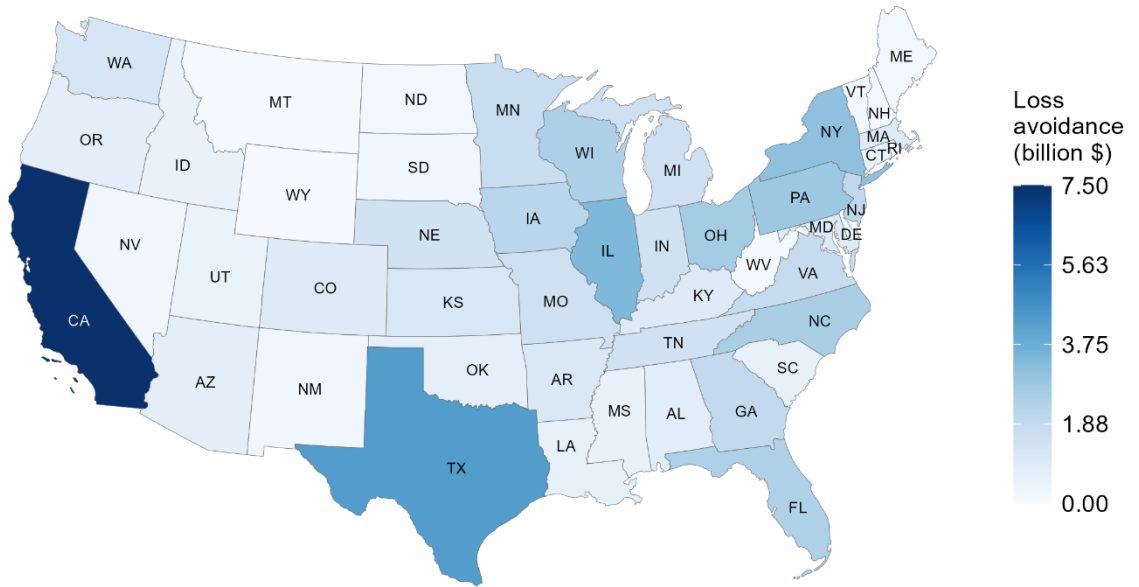 ME
WA
VT
MT
ND
NH
MN
OR
NY
MA
ID
WI
CT
RI
SD
MI
WY
PA
IA
NJ
NE
OH
MD
DE
NV
IL
IN
UT
WV
CO
VA
KS
MO
KY
CA
NC
TN
OK
SC
AZ
AR
NM
MS
AL
GA
LA
TX
FL
Loss
avoidance
(billion $)
7.50
5.63
3.75
1.88
0.00